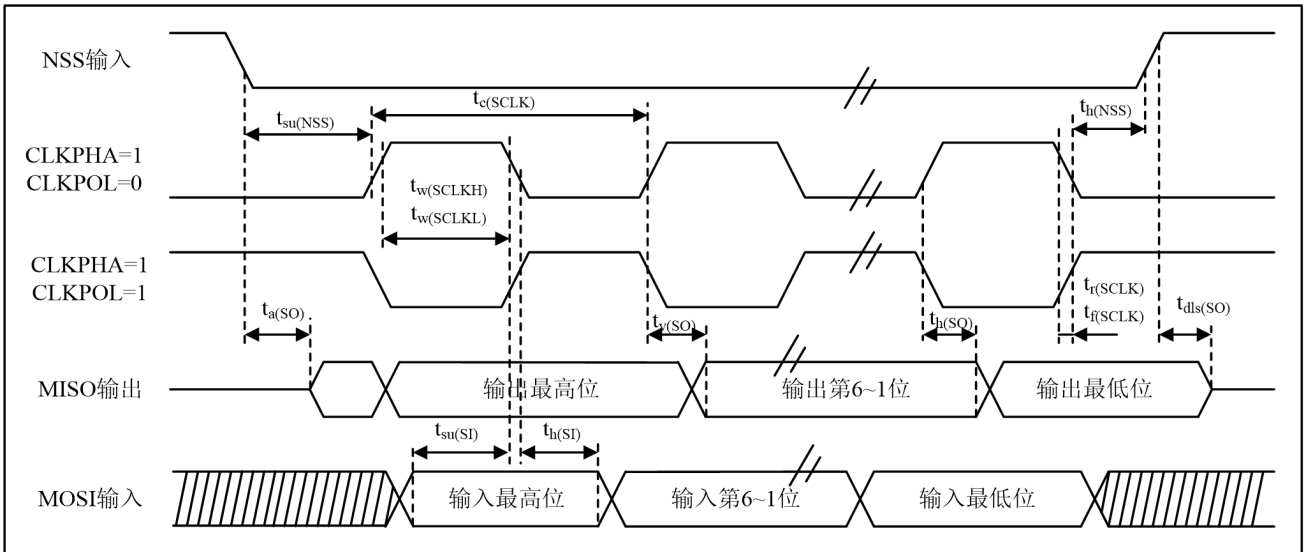 NSS输入
tsu(NSS)
tc(SCLK)
th(NSS)
CLKPHA=1
CLKPOL=0
tw(SCLKH)
tw(SCLKL)
CLKPHA=1
CLKPOL=1
ta(SO)
tv(SO)
th(SO)
tr(SCLK)
tf(SCLK)
tdls(SO)
MISO输出
输出最高位
输出第6~1位
输出最低位
tsu(SI)
th(SI)
MOSI输入
输入最高位
输入第6~1位
输入最低位